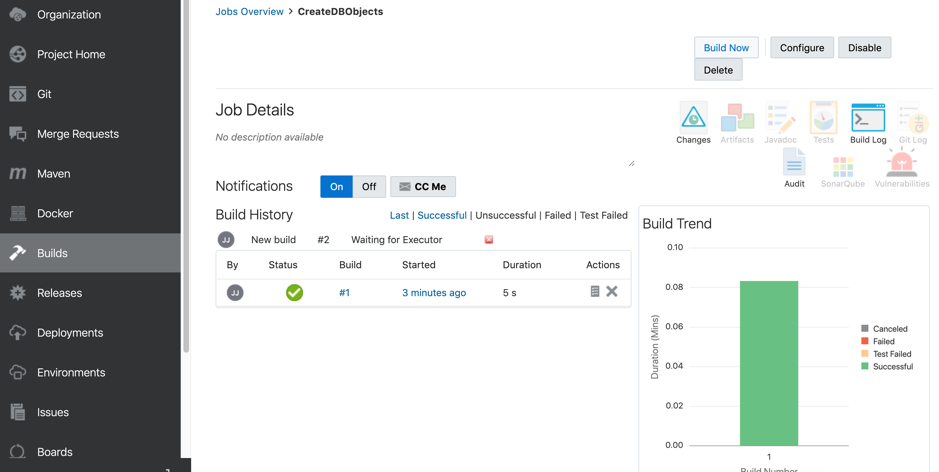 Organization
Project Home
Git
Merge Requests
Maven
Docker
Builds
Releases
Deployments
Environments
Issues
Boards
Jobs Overview > CreateDBObjects
Build Now
Configure
Disable
Delete
Job Details
No description available
Changes
Artifacts
Javadoc
Tests
Build Log
Git Log
Audit
SonarQube
Vulnerabilities
Notifications
On
Off
CC Me
Build History
Last | Successful | Unsuccessful | Failed | Test Failed
JJ New build #2 Waiting for Executor
By Status Build Started Duration Actions
JJ #1 3 minutes ago 5 s
Build Trend
0.10
0.08
0.06
0.04
0.02
0.00
Duration (Mins)
1
Build Number
Canceled
Failed
Test Failed
Successful